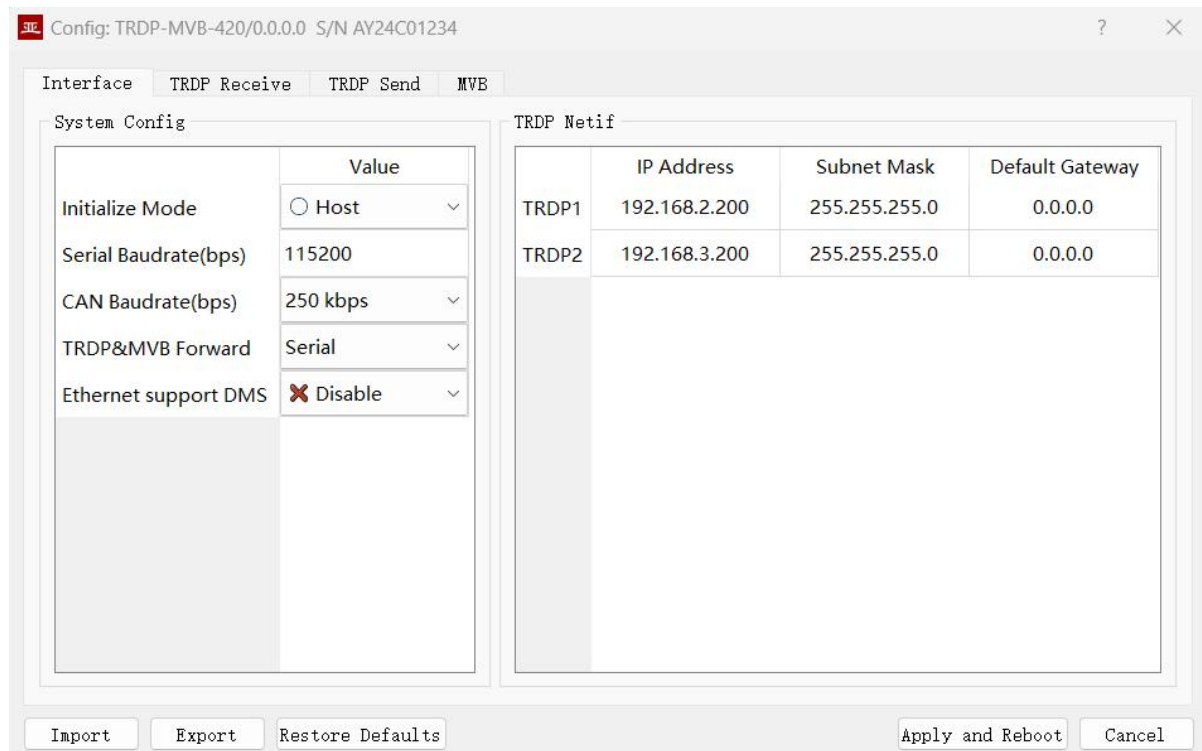 亚 Config: TRDP-MVB-420/0.0.0.0 S/N AY24C01234 ?
Interface TRDP Receive TRDP Send MVB
System Config
Value
Initialize Mode Host
Serial Baudrate(bps) 115200
CAN Baudrate(bps) 250 kbps
TRDP&MVB Forward Serial
Ethernet support DMS Disable
TRDP Netif
IP Address Subnet Mask Default Gateway
TRDP1 192.168.2.200 255.255.255.0 0.0.0.0
TRDP2 192.168.3.200 255.255.255.0 0.0.0.0
Import Export Restore Defaults Apply and Reboot Cancel